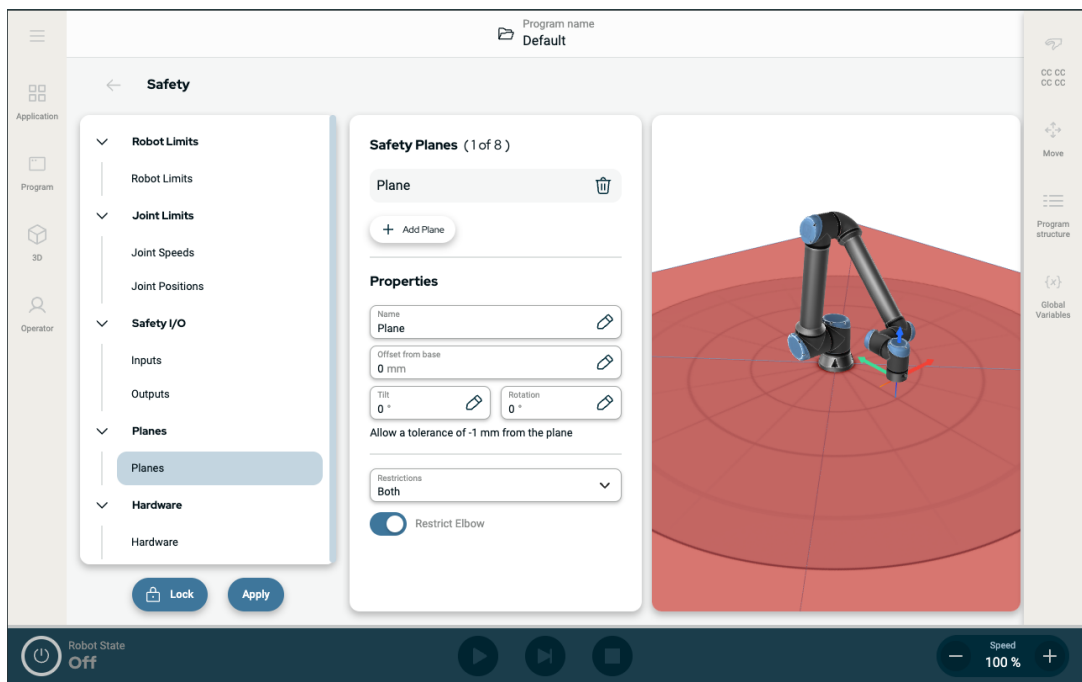 Program name
Default
Safety
Application
Program
3D
Operator
Robot Limits
Robot Limits
Joint Limits
Joint Speeds
Joint Positions
Safety I/O
Inputs
Outputs
Planes
Planes
Hardware
Hardware
Lock
Apply
Safety Planes (1 of 8)
Plane
+ Add Plane
Properties
Name
Plane
Offset from base
0 mm
Tilt
0 °
Rotation
0 °
Allow a tolerance of -1 mm from the plane
Restrictions
Both
Restrict Elbow
CC CC
CC CC
Move
Program
structure
{x}
Global
Variables
Robot State
Off
Speed
100 %